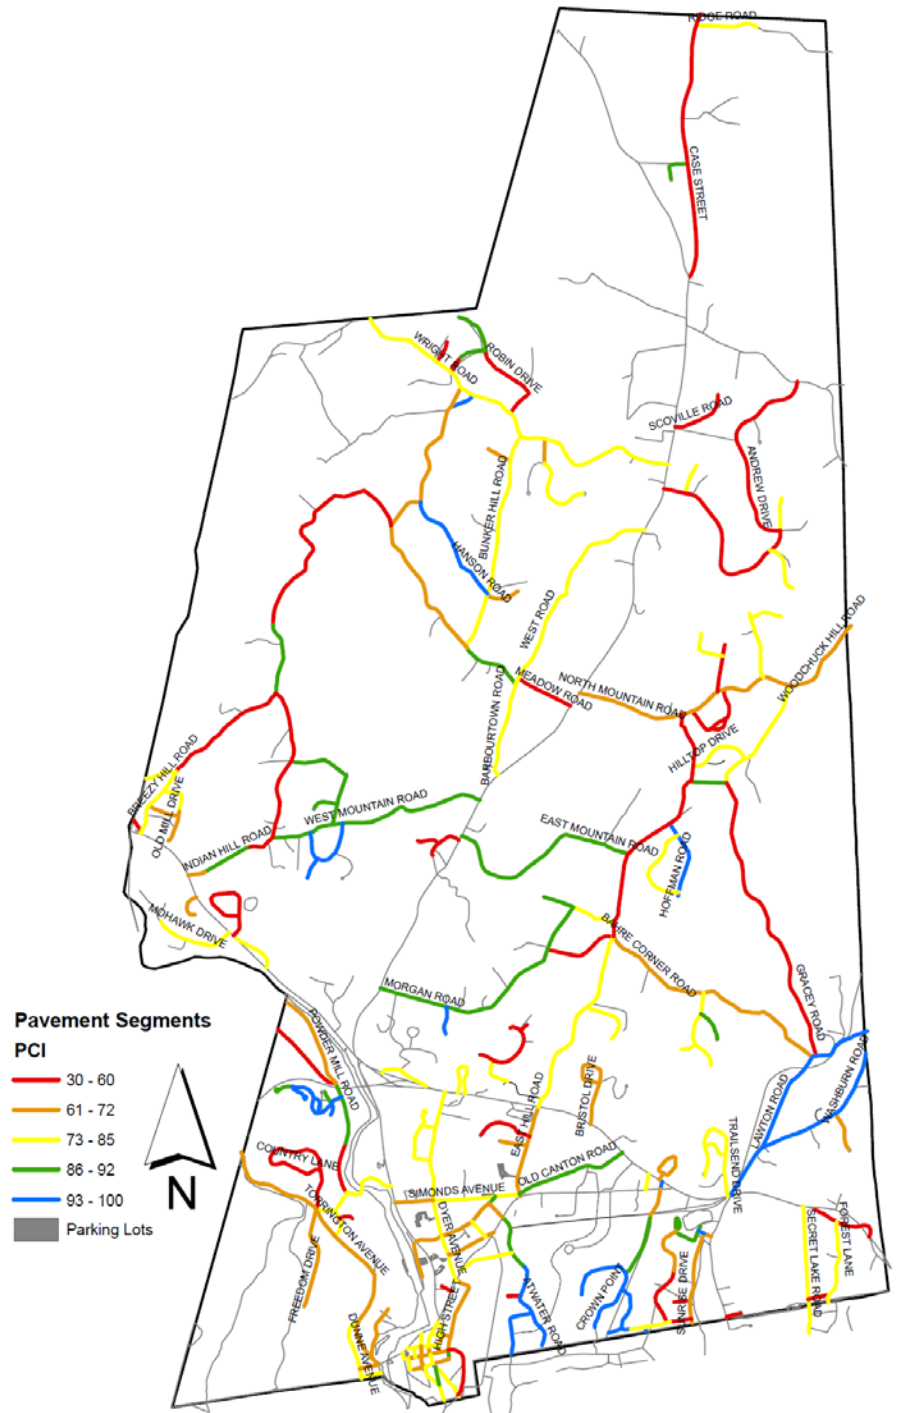 RIDGE ROAD
CASE STREET
WRIGHT ROAD
ROBIN DRIVE
SCOVILLE ROAD
ANDREW DRIVE
BUNKER HILL ROAD
HANSON ROAD
WEST ROAD
WOODCHUCK HILL ROAD
MEADOW ROAD
NORTH MOUNTAIN ROAD
BARBOURTOWN ROAD
HILLTOP DRIVE
BREEZY HILL ROAD
OLD MILL DRIVE
WEST MOUNTAIN ROAD
INDIAN HILL ROAD
EAST MOUNTAIN ROAD
HOFFMAN ROAD
MOHAWK DRIVE
BAHRE CORNER ROAD
GRACEY ROAD
MORGAN ROAD
POWDER MILL ROAD
Pavement Segments
PCI
30 - 60
61 - 72
73 - 85
86 - 92
93 - 100
Parking Lots
N
EAST HILL ROAD
BRISTOL DRIVE
LAWTON ROAD
WASHBURN ROAD
COUNTRY LANE
OLD CANTON ROAD
TRAILSEND DRIVE
SIMONDS AVENUE
TORRINGTON AVENUE
DYER AVENUE
FREEDOM DRIVE
SECRET LAKE ROAD
FOREST LANE
SUNRISE DRIVE
CROWN POINT
ATWATER ROAD
HIGH STREET
DUNNE AVENUE